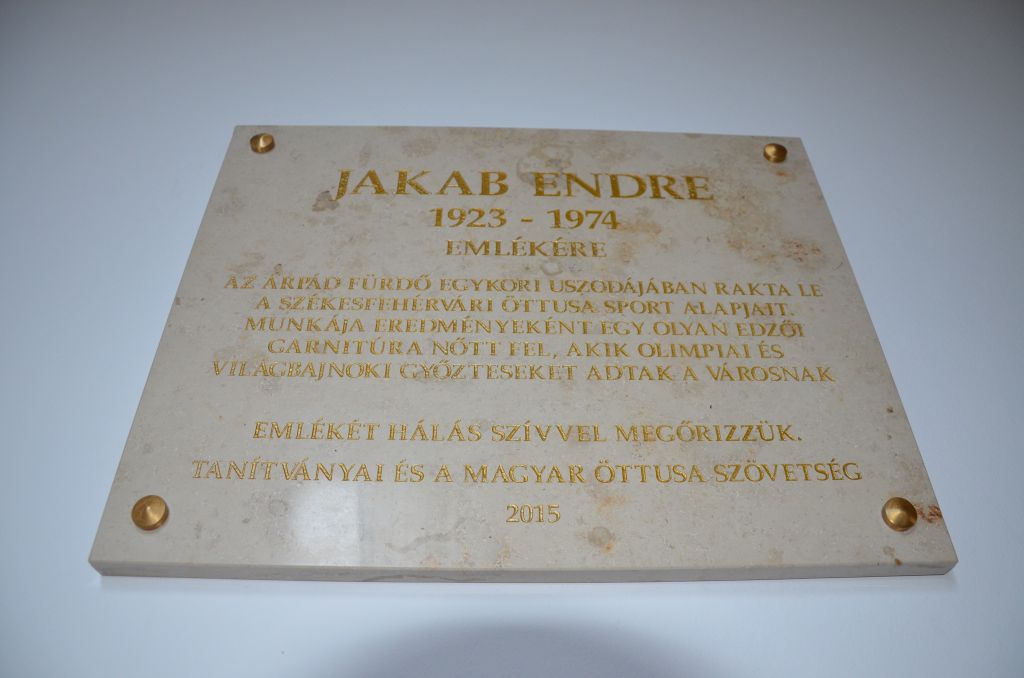 JAKAB ENDRE
1923 - 1974
EMLÉKÉRE
AZ ÁRPÁD FÜRDŐ EGYKORI USZODÁJÁBAN RAKTA LE
A SZÉKESFEHÉRVÁRI ÖTTUSA SPORT ALAPJAIT.
MUNKÁjA EREDMÉNYEKÉNT EGY OLYAN EDZŐI
GARNITÚRA NŐTT FEL, AKIK OLIMPIAI ÉS
VILÁGBAJNOKI GYŐZTESEKET ADTAK A VÁROSNAK
EMLÉKÉT HÁLÁS SZÍVVEL MEGŐRIZZÜK.
TANÍTVÁNYAI ÉS A MAGYAR ÖTTUSA SZÖVETSÉG
2015